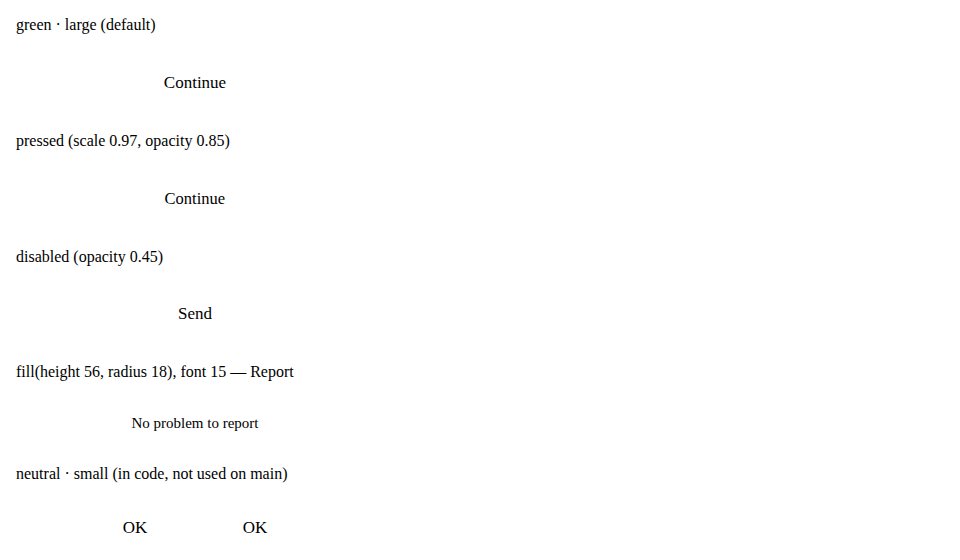 green · large (default)
Continue
pressed (scale 0.97, opacity 0.85)
Continue
disabled (opacity 0.45)
Send
fill(height 56, radius 18), font 15 — Report
No problem to report
neutral · small (in code, not used on main)
OK OK